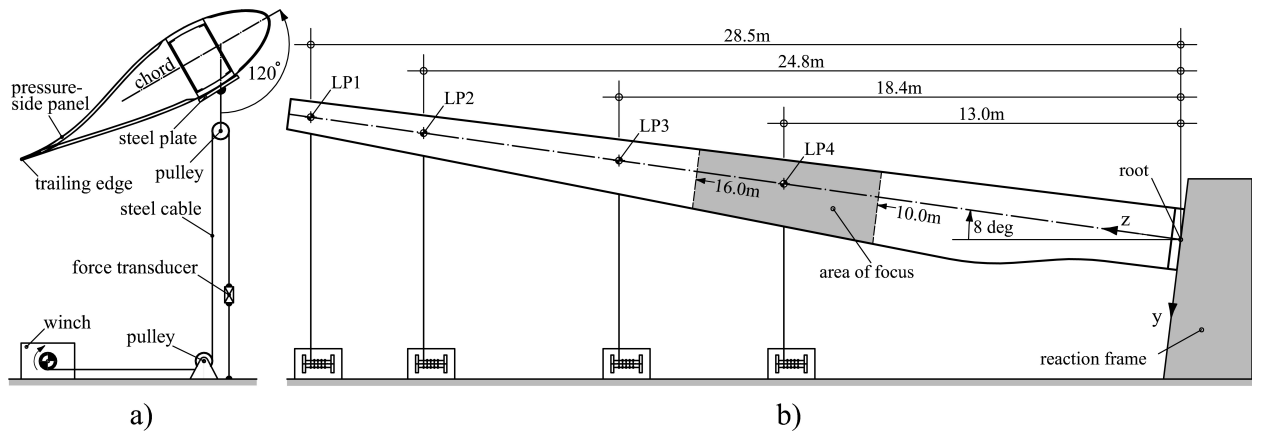 chord
120°
pressure-
side panel
steel plate
pulley
trailing edge
steel cable
force transducer
winch
pulley
a)
28.5m
24.8m
18.4m
13.0m
LP1
LP2
LP3
LP4
root
16.0m
10.0m
z
8 deg
area of focus
y
reaction frame
b)